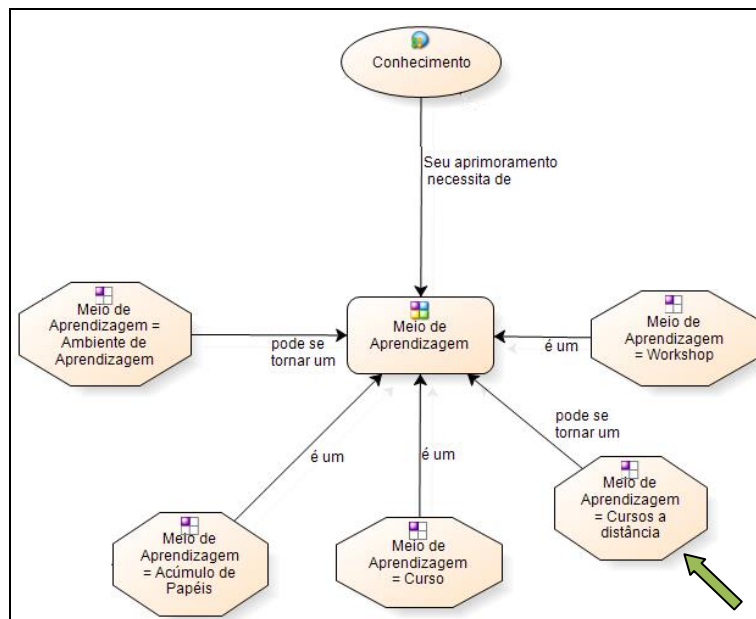 Conhecimento
Seu aprimoramento
necessita de
Meio de
Aprendizagem =
Ambiente de
Aprendizagem
pode se
tornar um
Meio de
Aprendizagem
é um
Meio de
Aprendizagem
= Workshop
é um
é um
pode se
tornar um
Meio de
Aprendizagem
= Acúmulo de
Papéis
Meio de
Aprendizagem
= Curso
Meio de
Aprendizagem
= Cursos a
distância